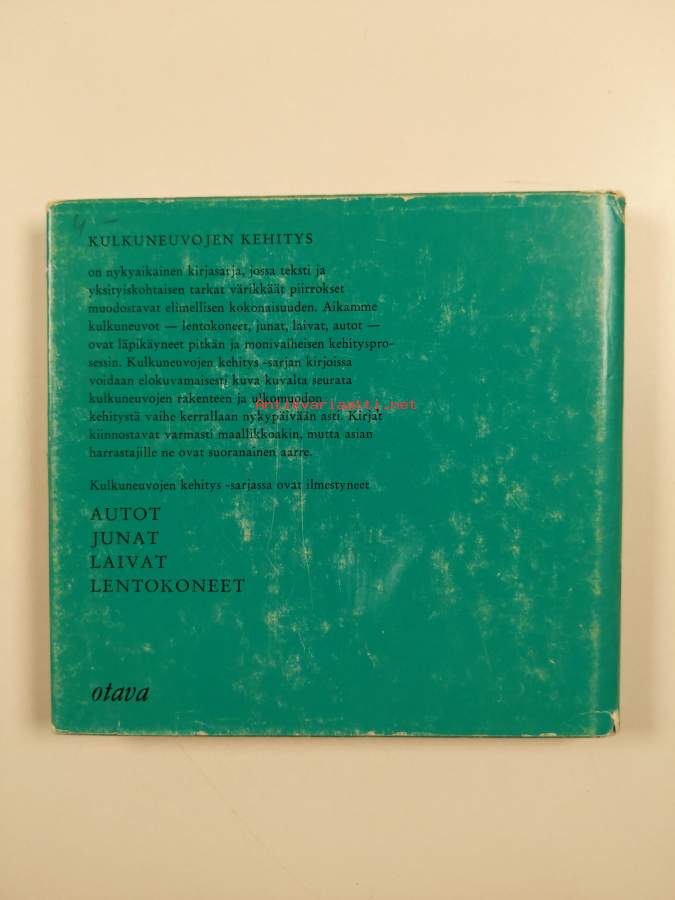 4.–
KULKUNEUVOJEN KEHITYS
on nykyaikainen kirjasarja, jossa teksti ja
yksityiskohtaisen tarkat värikkäät piirrokset
muodostavat elimellisen kokonaisuuden. Aikamme
kulkuneuvot — lentokoneet, junat, laivat, autot —
ovat läpikäyneet pitkän ja monivaiheisen kehityspro-
sessin. Kulkuneuvojen kehitys -sarjan kirjoissa
voidaan elokuvamaisesti kuva kuvalta seurata
kulkuneuvojen rakenteen ja ulkomuodon
Antikvariaatti.net
kehitystä vaihe kerrallaan nykypäivään asti. Kirjat
kiinnostavat varmasti maallikkoakin, mutta asian
harrastajille ne ovat suoranainen aarre.
Kulkuneuvojen kehitys -sarjassa ovat ilmestyneet
AUTOT
JUNAT
LAIVAT
LENTOKONEET
otava